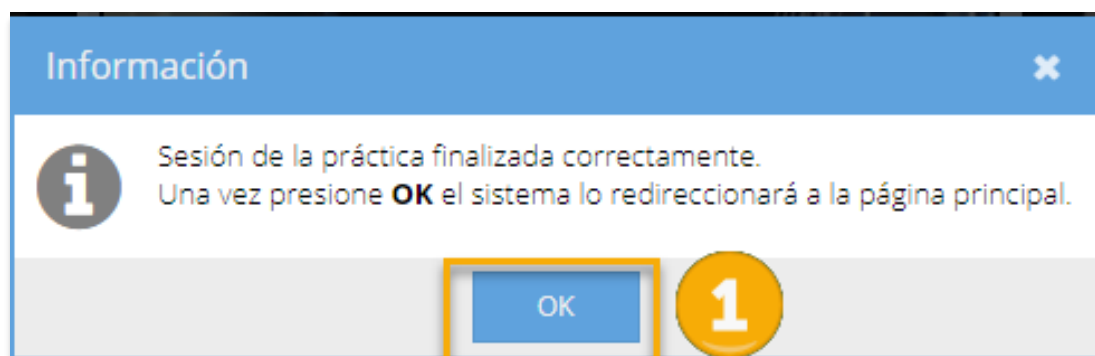 Información
Sesión de la práctica finalizada correctamente.
Una vez presione OK el sistema lo redireccionará a la página principal.
OK
1